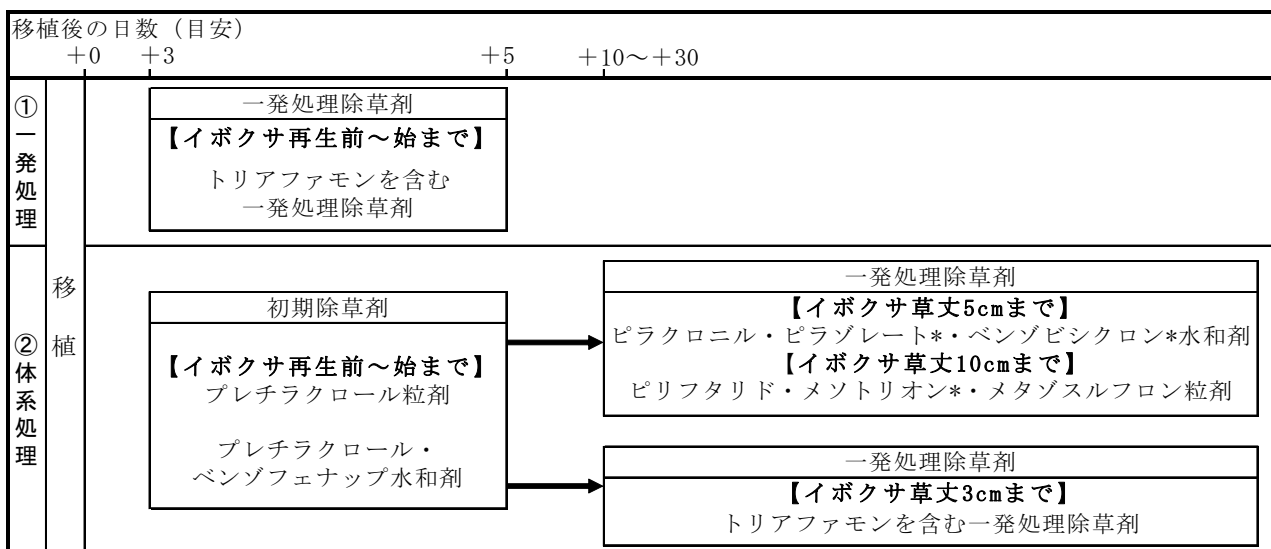 移植後の日数（目安）
＋0 ＋3 ＋5 ＋10～＋30
①一発処理
移植
一発処理除草剤
【イボクサ再生前～始まで】
トリアファモンを含む
一発処理除草剤
②体系処理
初期除草剤
【イボクサ再生前～始まで】
プレチラクロール粒剤
プレチラクロール・
ベンゾフェナップ水和剤
一発処理除草剤
【イボクサ草丈5cmまで】
ピラクロニル・ピラゾレート*・ベンゾビシクロン*水和剤
【イボクサ草丈10cmまで】
ピリフタリド・メソトリオン*・メタゾスルフロン粒剤
一発処理除草剤
【イボクサ草丈3cmまで】
トリアファモンを含む一発処理除草剤